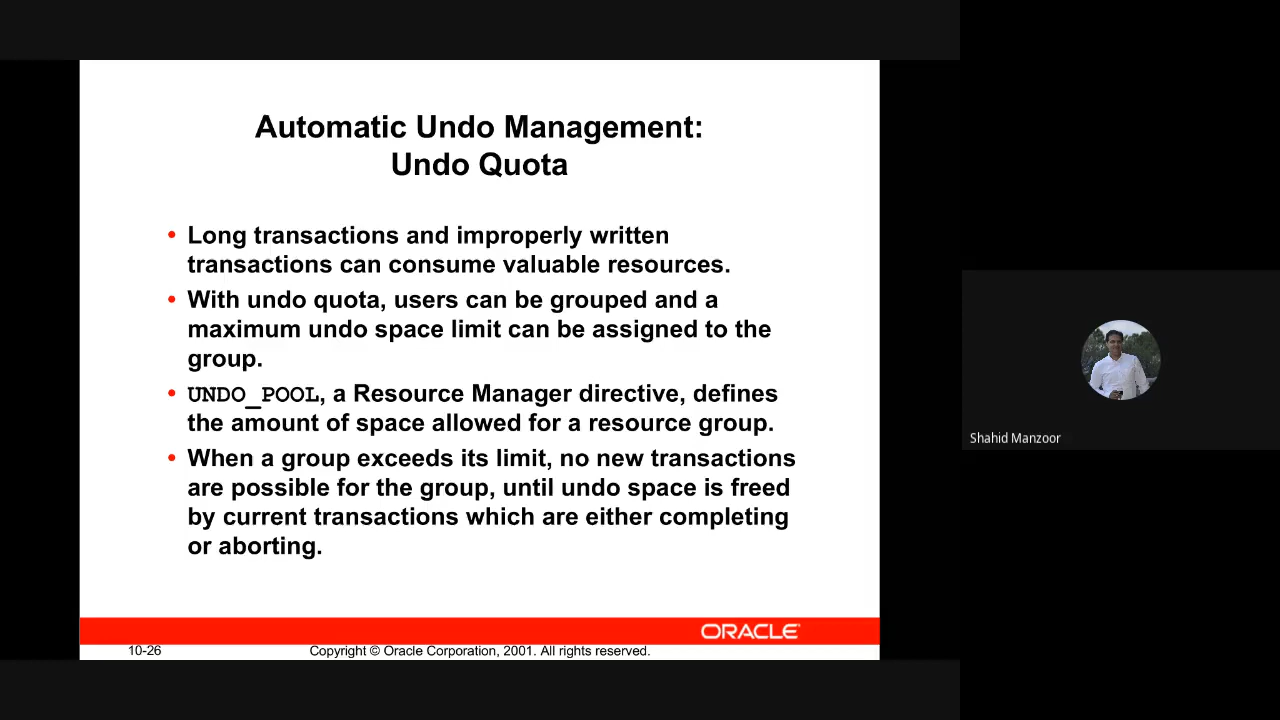 Automatic Undo Management:
Undo Quota
• Long transactions and improperly written
transactions can consume valuable resources.
• With undo quota, users can be grouped and a
maximum undo space limit can be assigned to the
group.
• UNDO_POOL, a Resource Manager directive, defines
the amount of space allowed for a resource group.
• When a group exceeds its limit, no new transactions
are possible for the group, until undo space is freed
by current transactions which are either completing
or aborting.
ORACLE
10-26
Copyright © Oracle Corporation, 2001. All rights reserved.
Shahid Manzoor